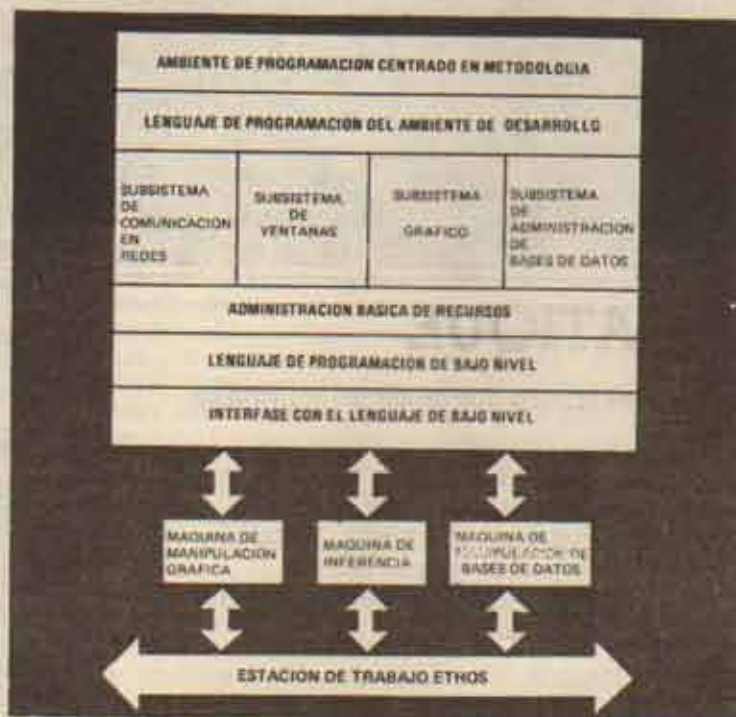 AMBIENTE DE PROGRAMACION CENTRADO EN METODOLOGIA
LENGUAJE DE PROGRAMACION DEL AMBIENTE DE DESARROLLO
SUBSISTEMA
DE
COMUNICACION
EN
REDES
SUBSISTEMA
DE
VENTANAS
SUBSISTEMA
GRAFICO
SUBSISTEMA
DE
ADMINISTRACION
DE
BASES DE DATOS
ADMINISTRACION BASICA DE RECURSOS
LENGUAJE DE PROGRAMACION DE BAJO NIVEL
INTERFASE CON EL LENGUAJE DE BAJO NIVEL
MAQUINA DE
MANIPULACION
GRAFICA
MAQUINA DE
INFERENCIA
MAQUINA DE
MANIPULACION DE
BASES DE DATOS
ESTACION DE TRABAJO ETHOS